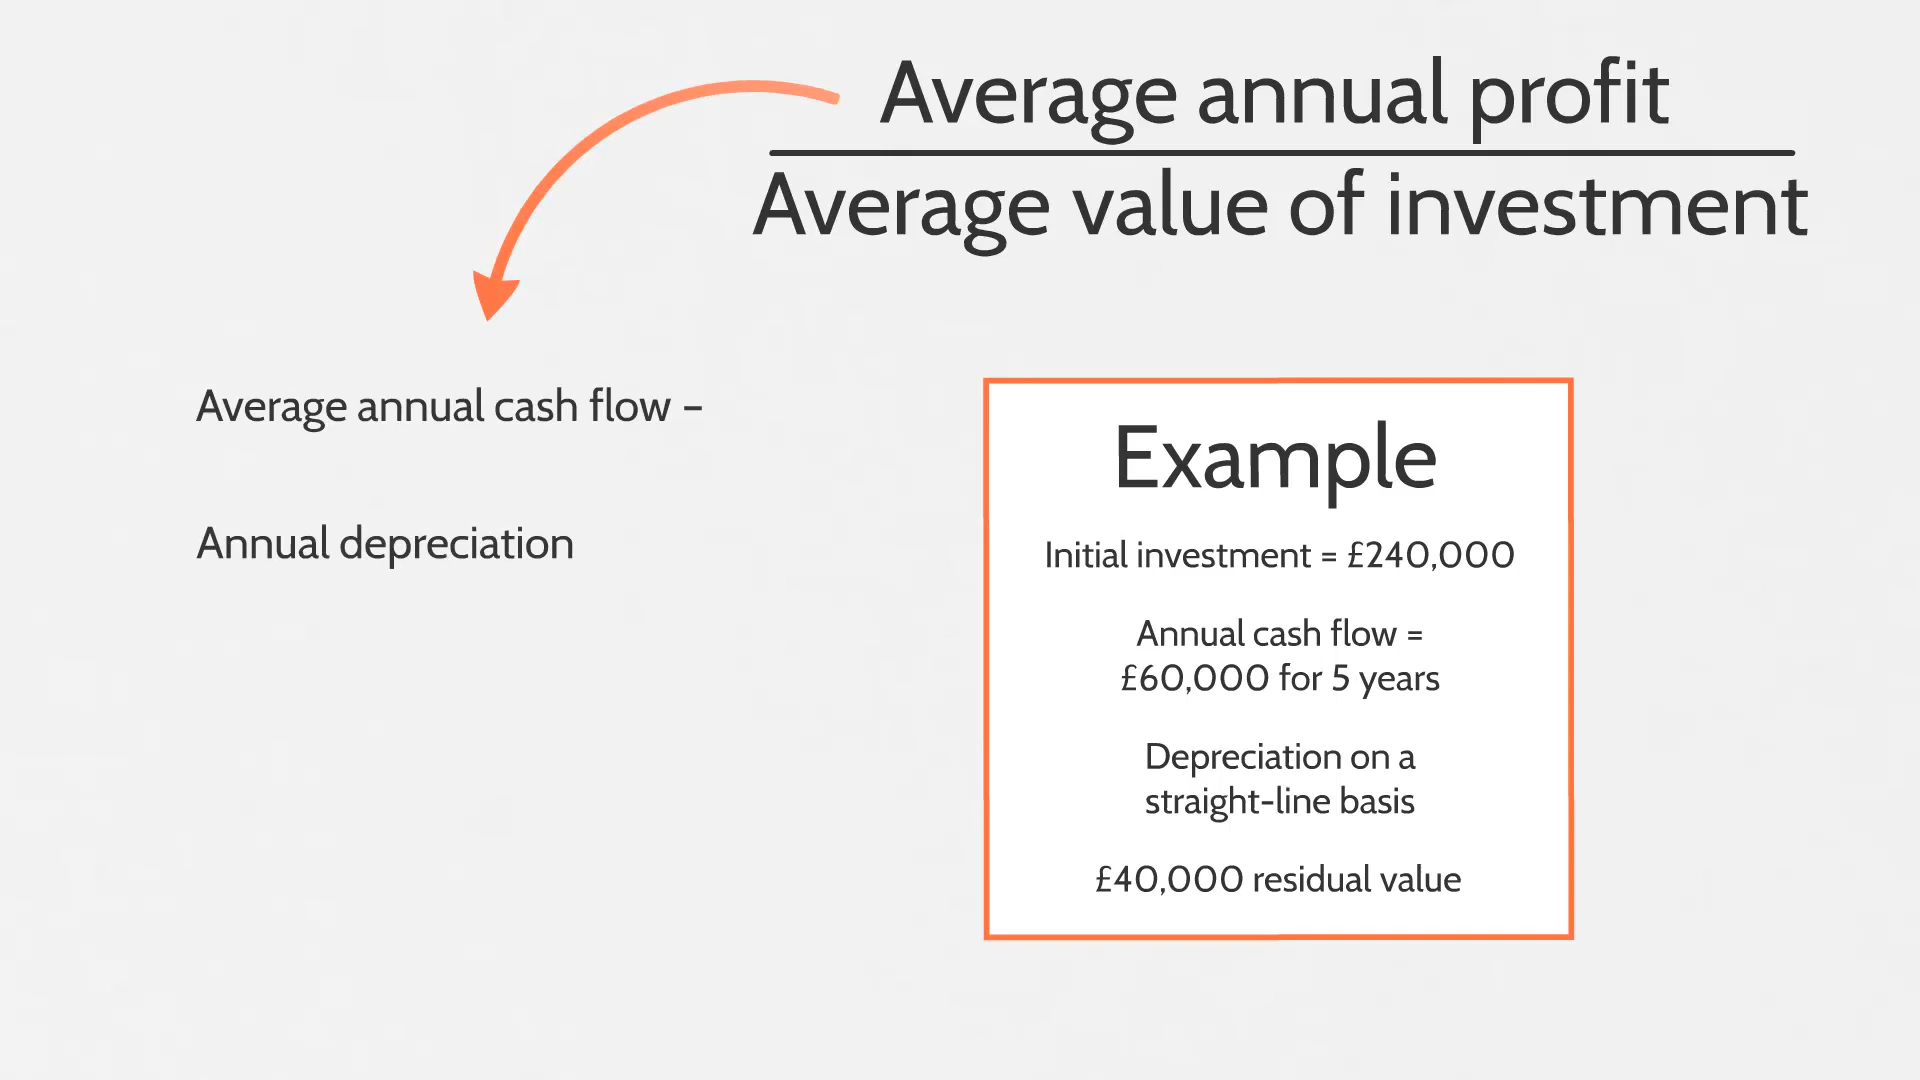 Average annual profit
Average value of investment
Average annual cash flow –
Annual depreciation
Example
Initial investment = £240,000
Annual cash flow =
£60,000 for 5 years
Depreciation on a
straight-line basis
£40,000 residual value